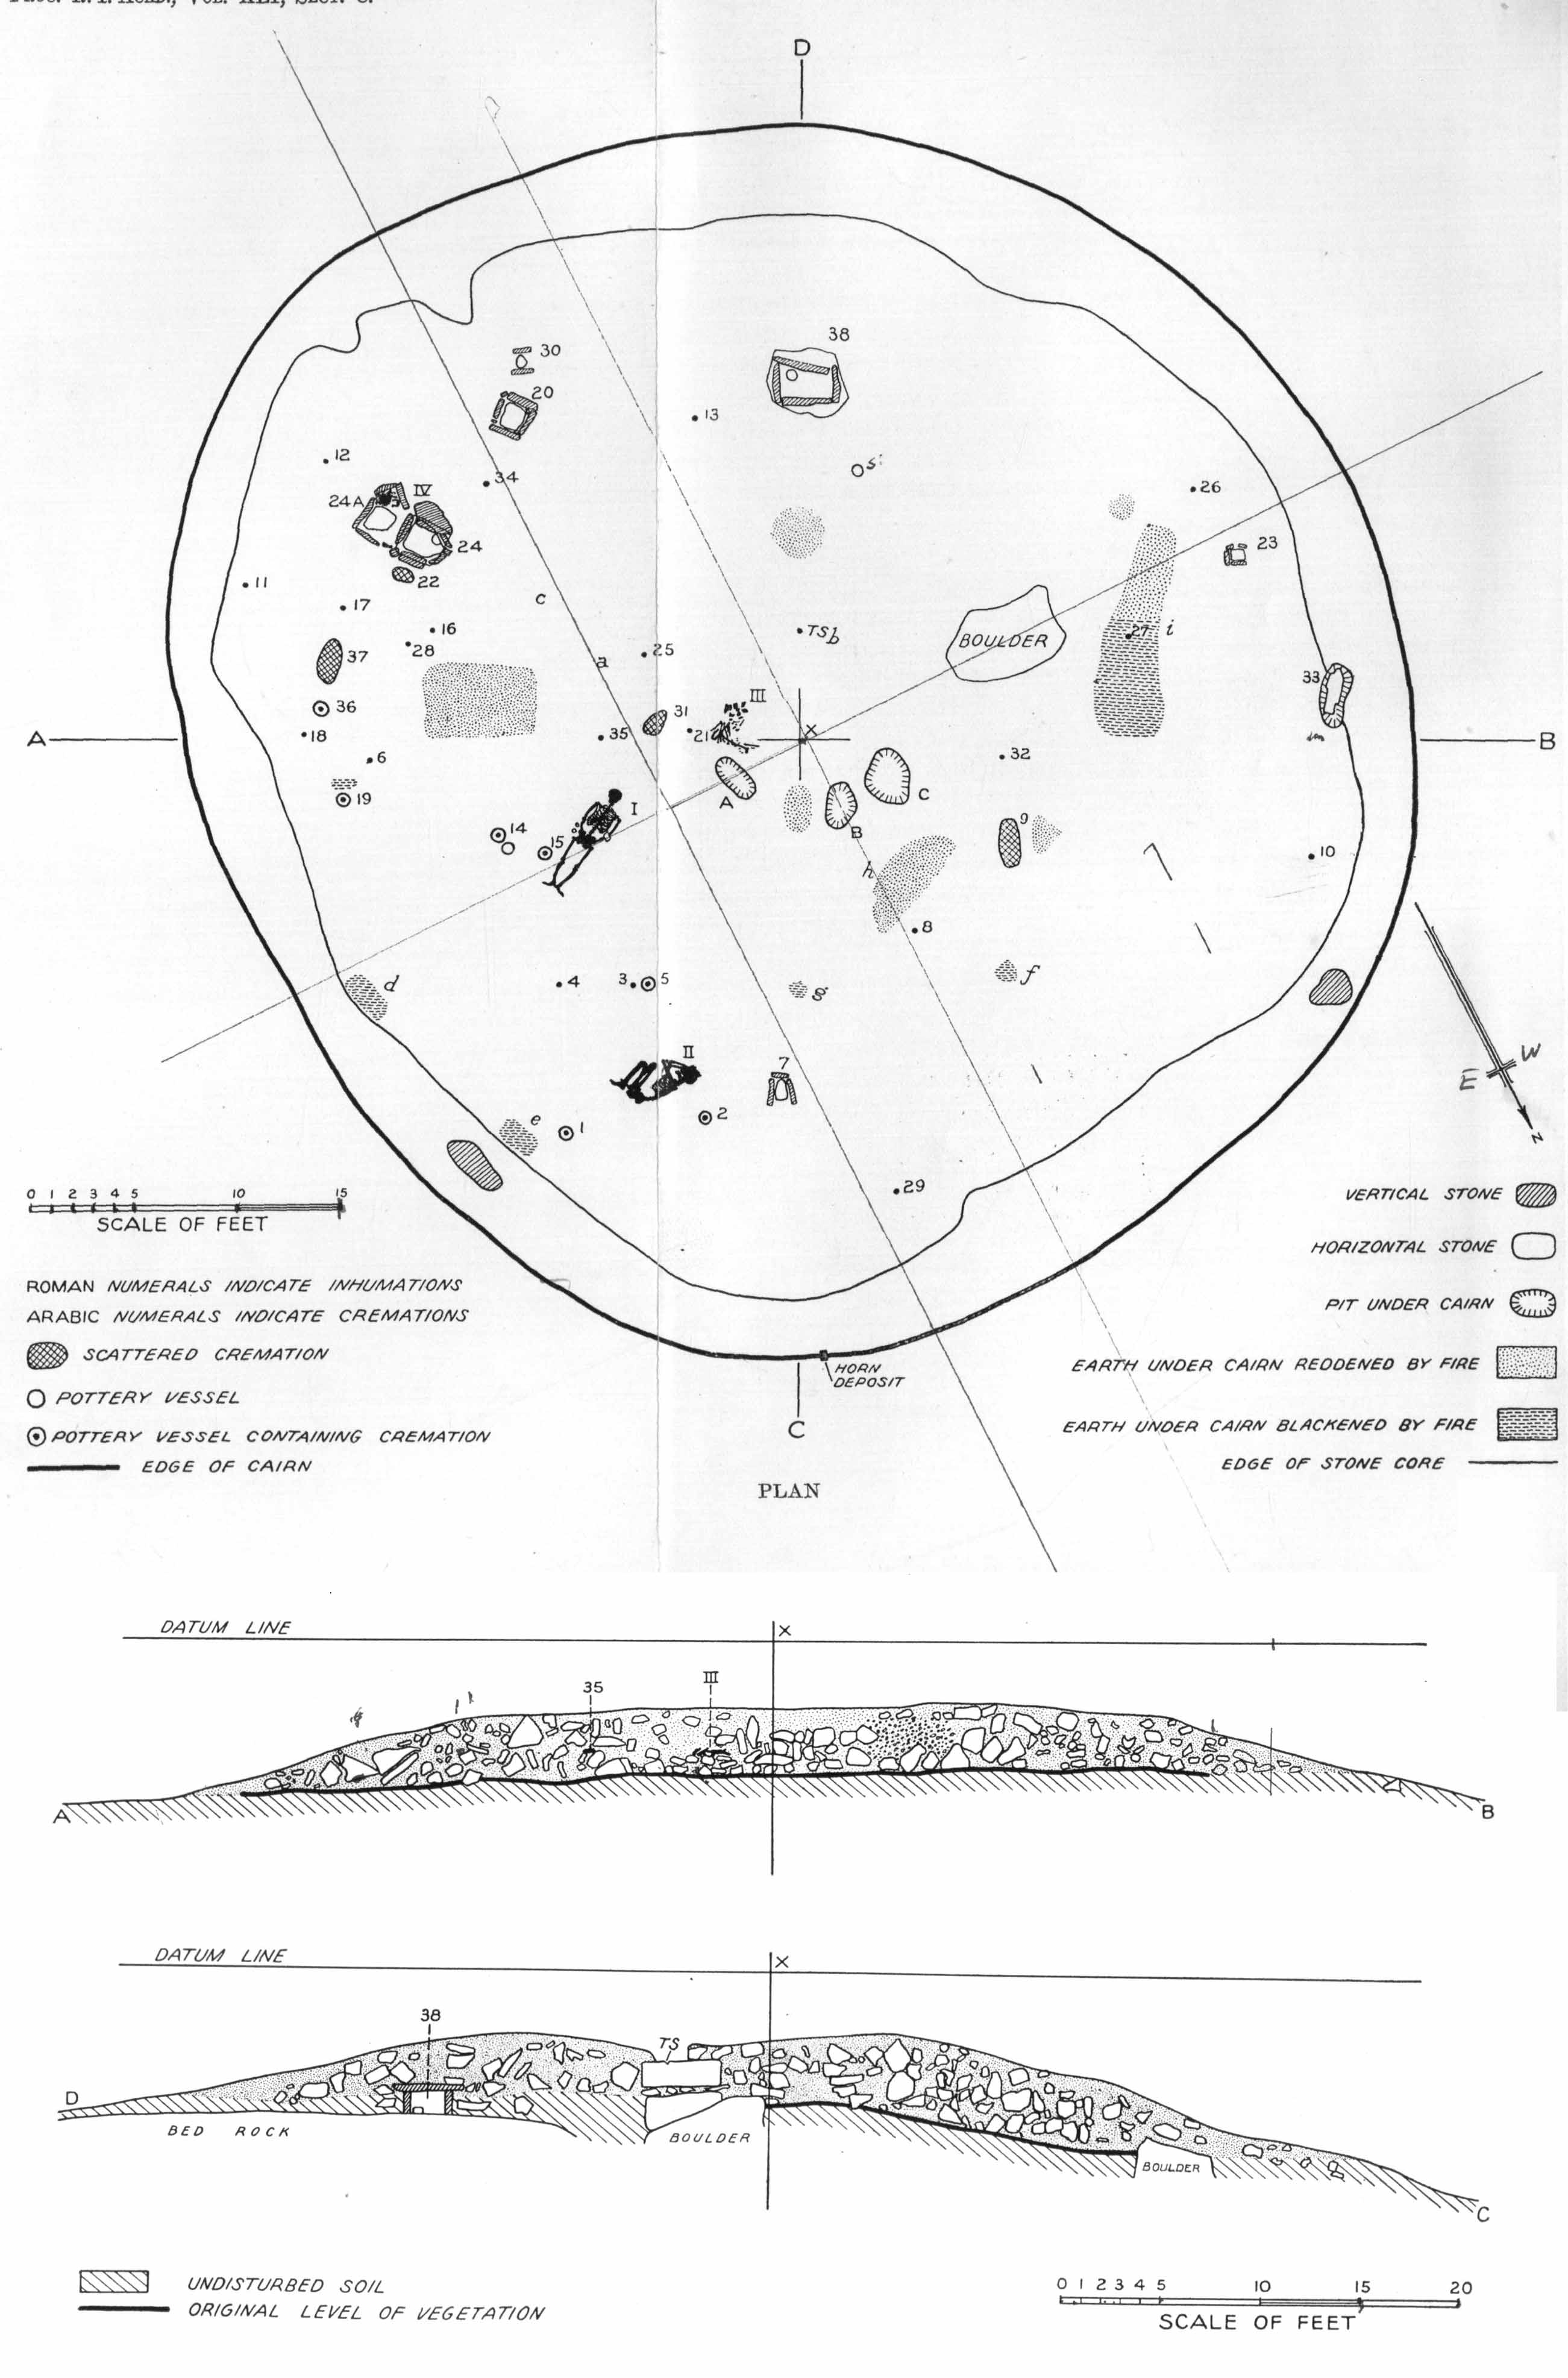 D
38
30
20
13
12
34
S
26
24A
IV
23
24
22
11
c
17
16
TSb
27
i
28
BOULDER
37
25
a
33
III
36
31
18
35
21
X
A
B
6
32
19
A
C
I
B
14
9
15
10
h
8
d
4
3
5
g
f
II
7
W
E
2
e
1
N
29
0 1 2 3 4 5 10 15
SCALE OF FEET
VERTICAL STONE
HORIZONTAL STONE
ROMAN NUMERALS INDICATE INHUMATIONS
PIT UNDER CAIRN
ARABIC NUMERALS INDICATE CREMATIONS
SCATTERED CREMATION
EARTH UNDER CAIRN REDDENED BY FIRE
HORN
DEPOSIT
POTTERY VESSEL
EARTH UNDER CAIRN BLACKENED BY FIRE
POTTERY VESSEL CONTAINING CREMATION
C
EDGE OF CAIRN
EDGE OF STONE CORE
PLAN
DATUM LINE
X
35
III
A
B
DATUM LINE
X
38
TS
D
BED ROCK
BOULDER
BOULDER
C
UNDISTURBED SOIL
ORIGINAL LEVEL OF VEGETATION
0 1 2 3 4 5 10 15 20
SCALE OF FEET